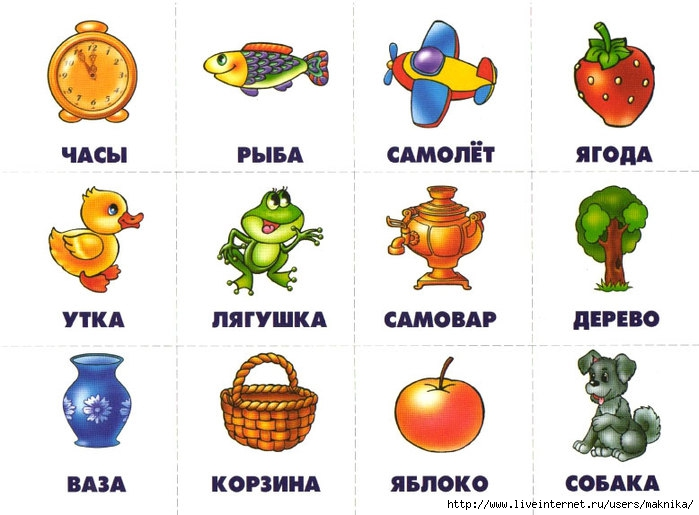 ЧАСЫ РЫБА САМОЛЁТ ЯГОДА
УТКА ЛЯГУШКА САМОВАР ДЕРЕВО
ВАЗА КОРЗИНА ЯБЛОКО СОБАКА
http://www.liveinternet.ru/users/maknika/